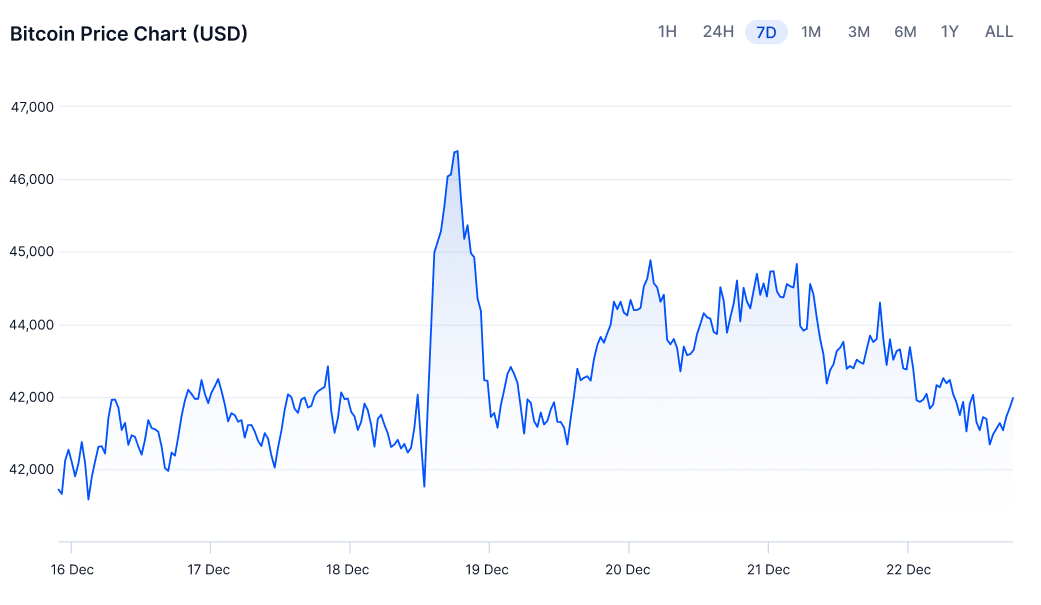 Bitcoin Price Chart (USD)
1H 24H 7D 1M 3M 6M 1Y ALL
47,000
46,000
45,000
44,000
42,000
42,000
16 Dec 17 Dec 18 Dec 19 Dec 20 Dec 21 Dec 22 Dec